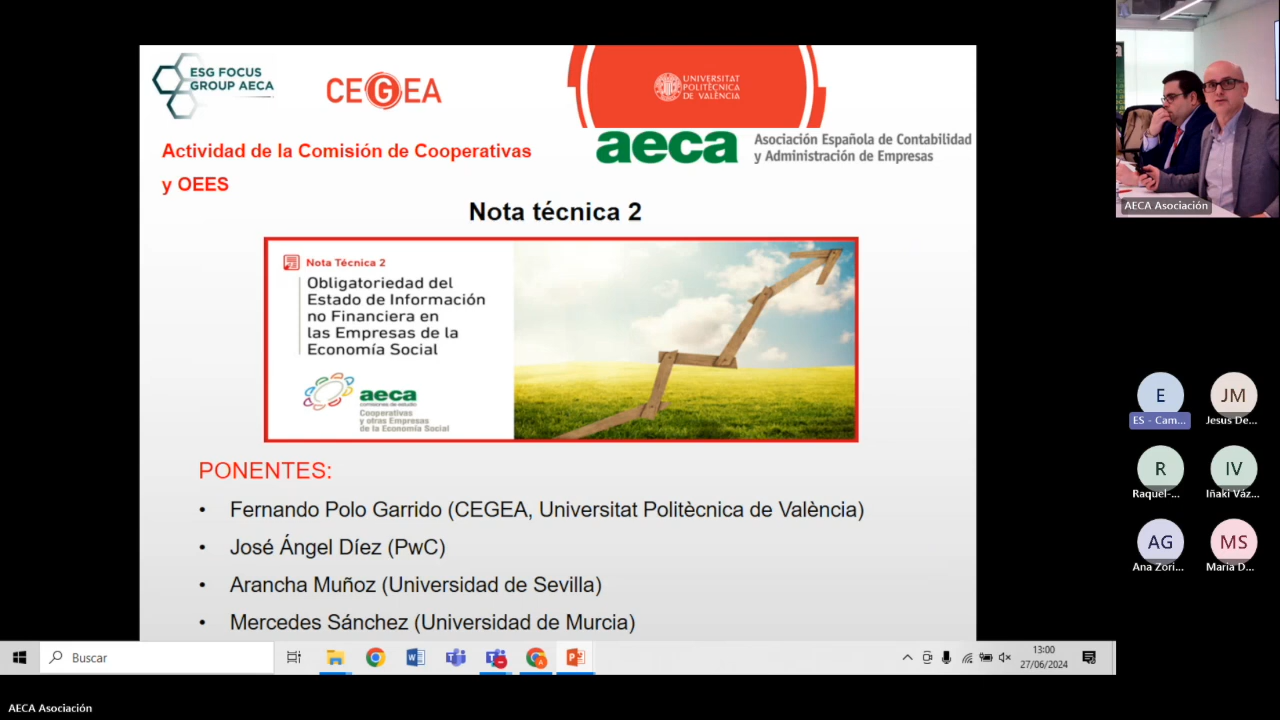 ESG FOCUS
GROUP AECA
CEGEA
UNIVERSITAT
POLITÈCNICA
DE VALÈNCIA
aeca
Asociación Española de Contabilidad
y Administración de Empresas
Actividad de la Comisión de Cooperativas
y OEES
Nota técnica 2
Nota Técnica 2
Obligatoriedad del
Estado de Información
no Financiera en
las Empresas de la
Economía Social
aeca
comisiones de estudio
Cooperativas
y otras Empresas
de la Economía Social
PONENTES:
• Fernando Polo Garrido (CEGEA, Universitat Politècnica de València)
• José Ángel Díez (PwC)
• Arancha Muñoz (Universidad de Sevilla)
• Mercedes Sánchez (Universidad de Murcia)
Buscar
13:00
27/06/2024
AECA Asociación
E
ES - Cam...
JM
Jesus De...
R
Raquel-...
IV
Iñaki Váz...
AG
Ana Zori...
MS
Maria D...
AECA Asociación